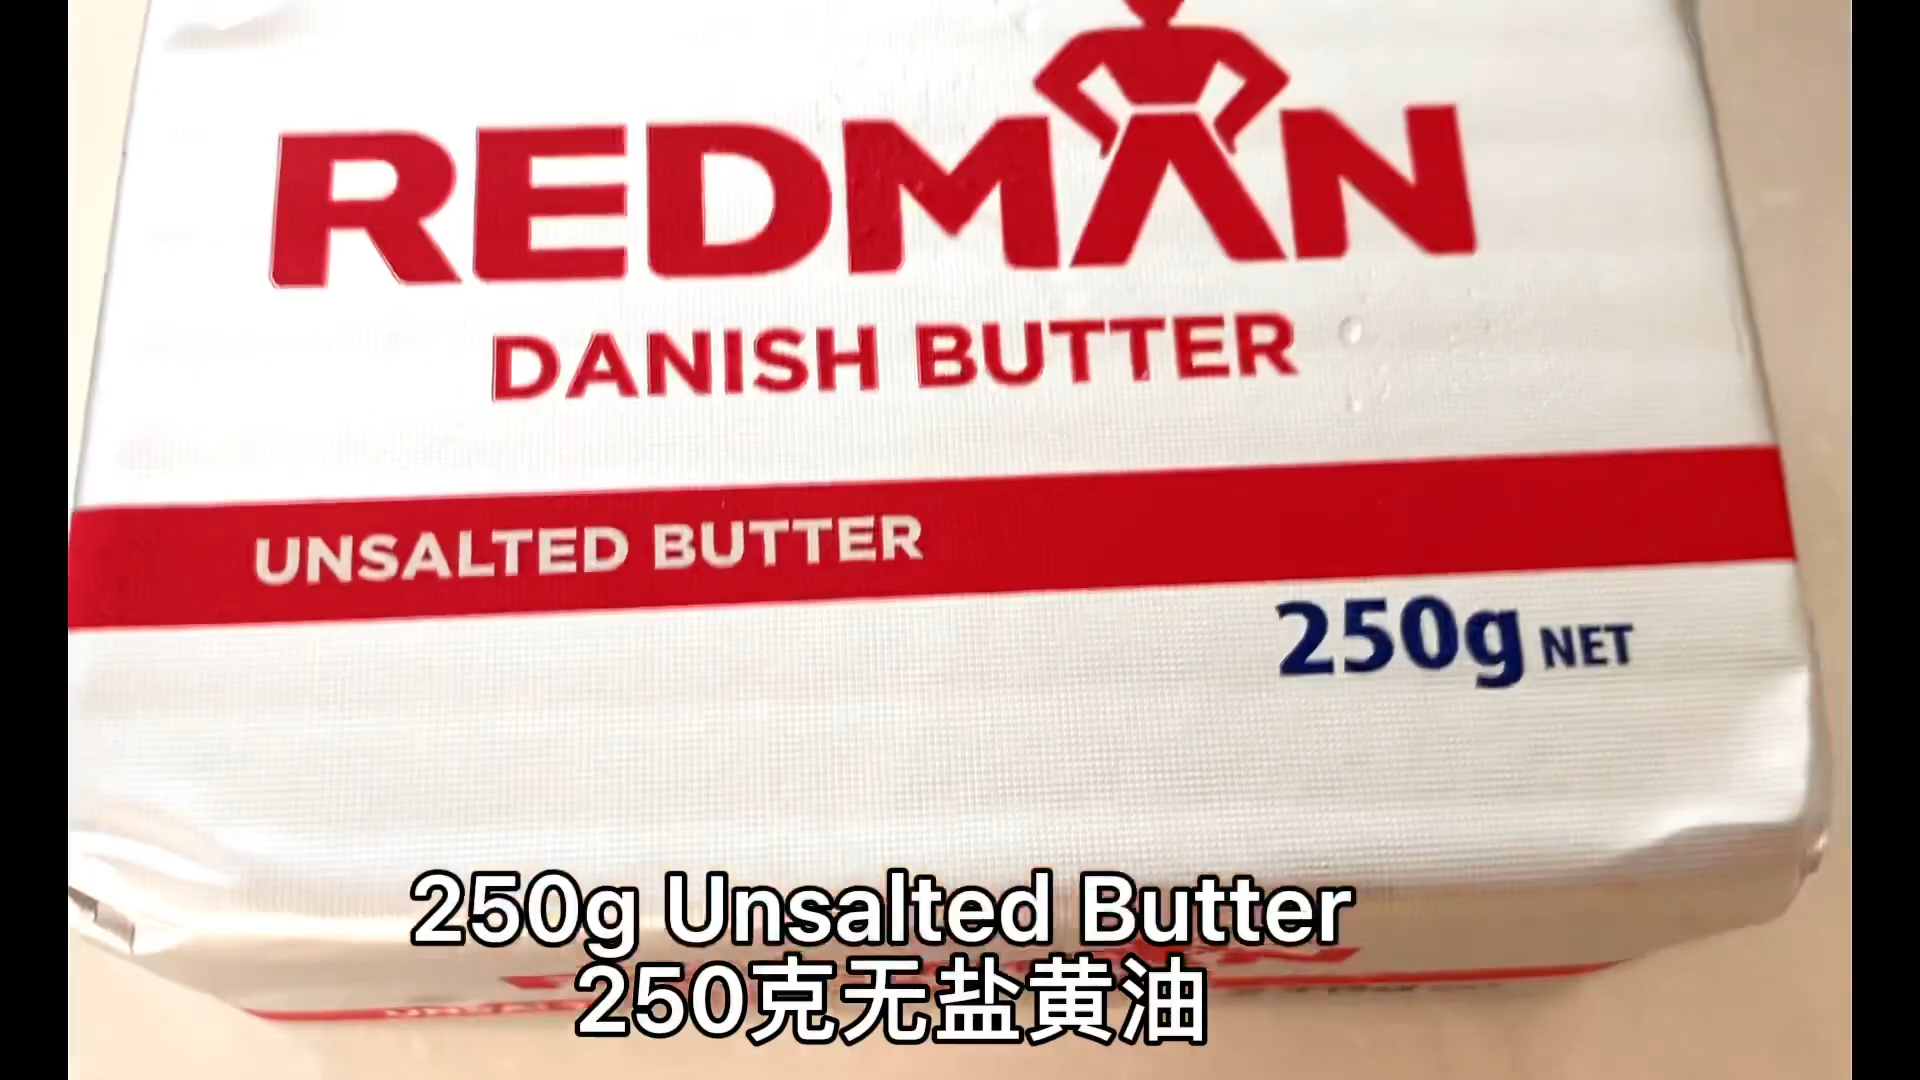 REDMAN
DANISH BUTTER
UNSALTED BUTTER
250g NET
250g Unsalted Butter
250克无盐黄油